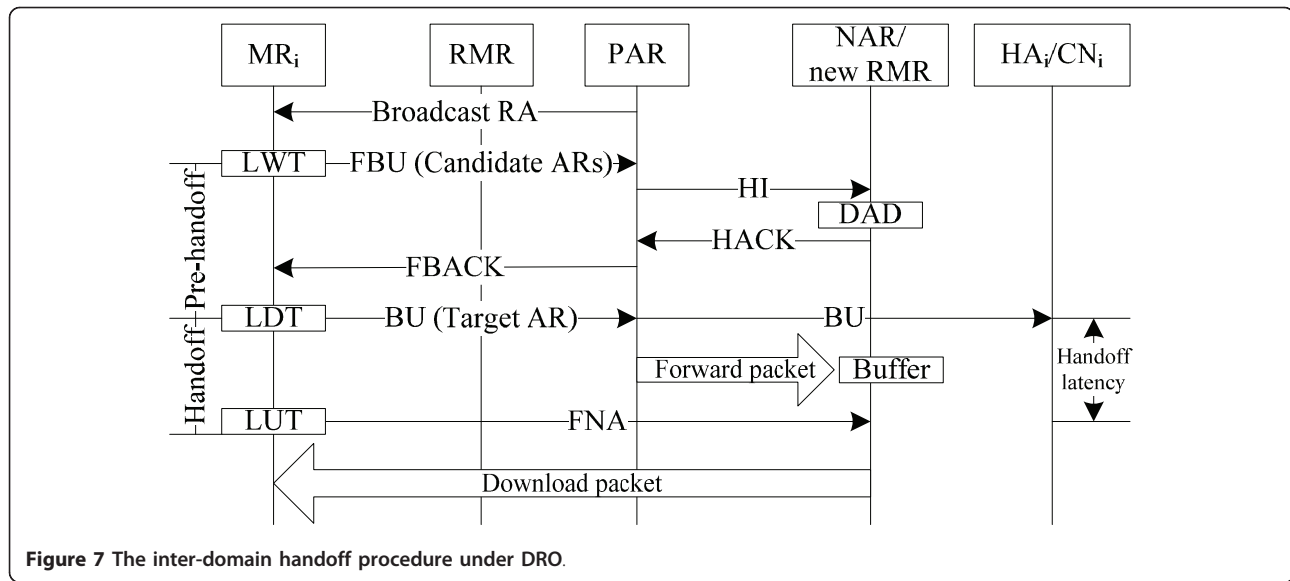 MRi
RMR
PAR
NAR/
new RMR
HAi/CNi
Broadcast RA
LWT
FBU (Candidate ARs)
HI
DAD
HACK
FBACK
Pre-handoff
LDT
BU (Target AR)
BU
Forward packet
Buffer
Handoff
latency
Handoff
LUT
FNA
Download packet
Figure 7 The inter-domain handoff procedure under DRO.